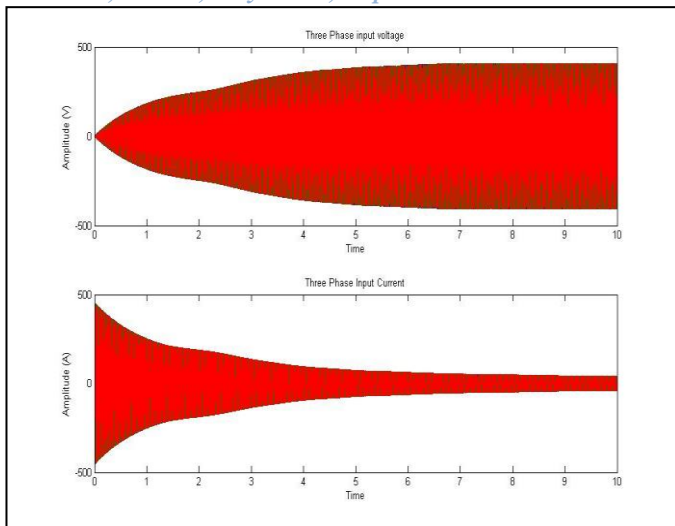 Three Phase input voltage
500
0
-500
Amplitude (V)
0 1 2 3 4 5 6 7 8 9 10
Time
Three Phase Input Current
500
0
-500
Amplitude (A)
0 1 2 3 4 5 6 7 8 9 10
Time